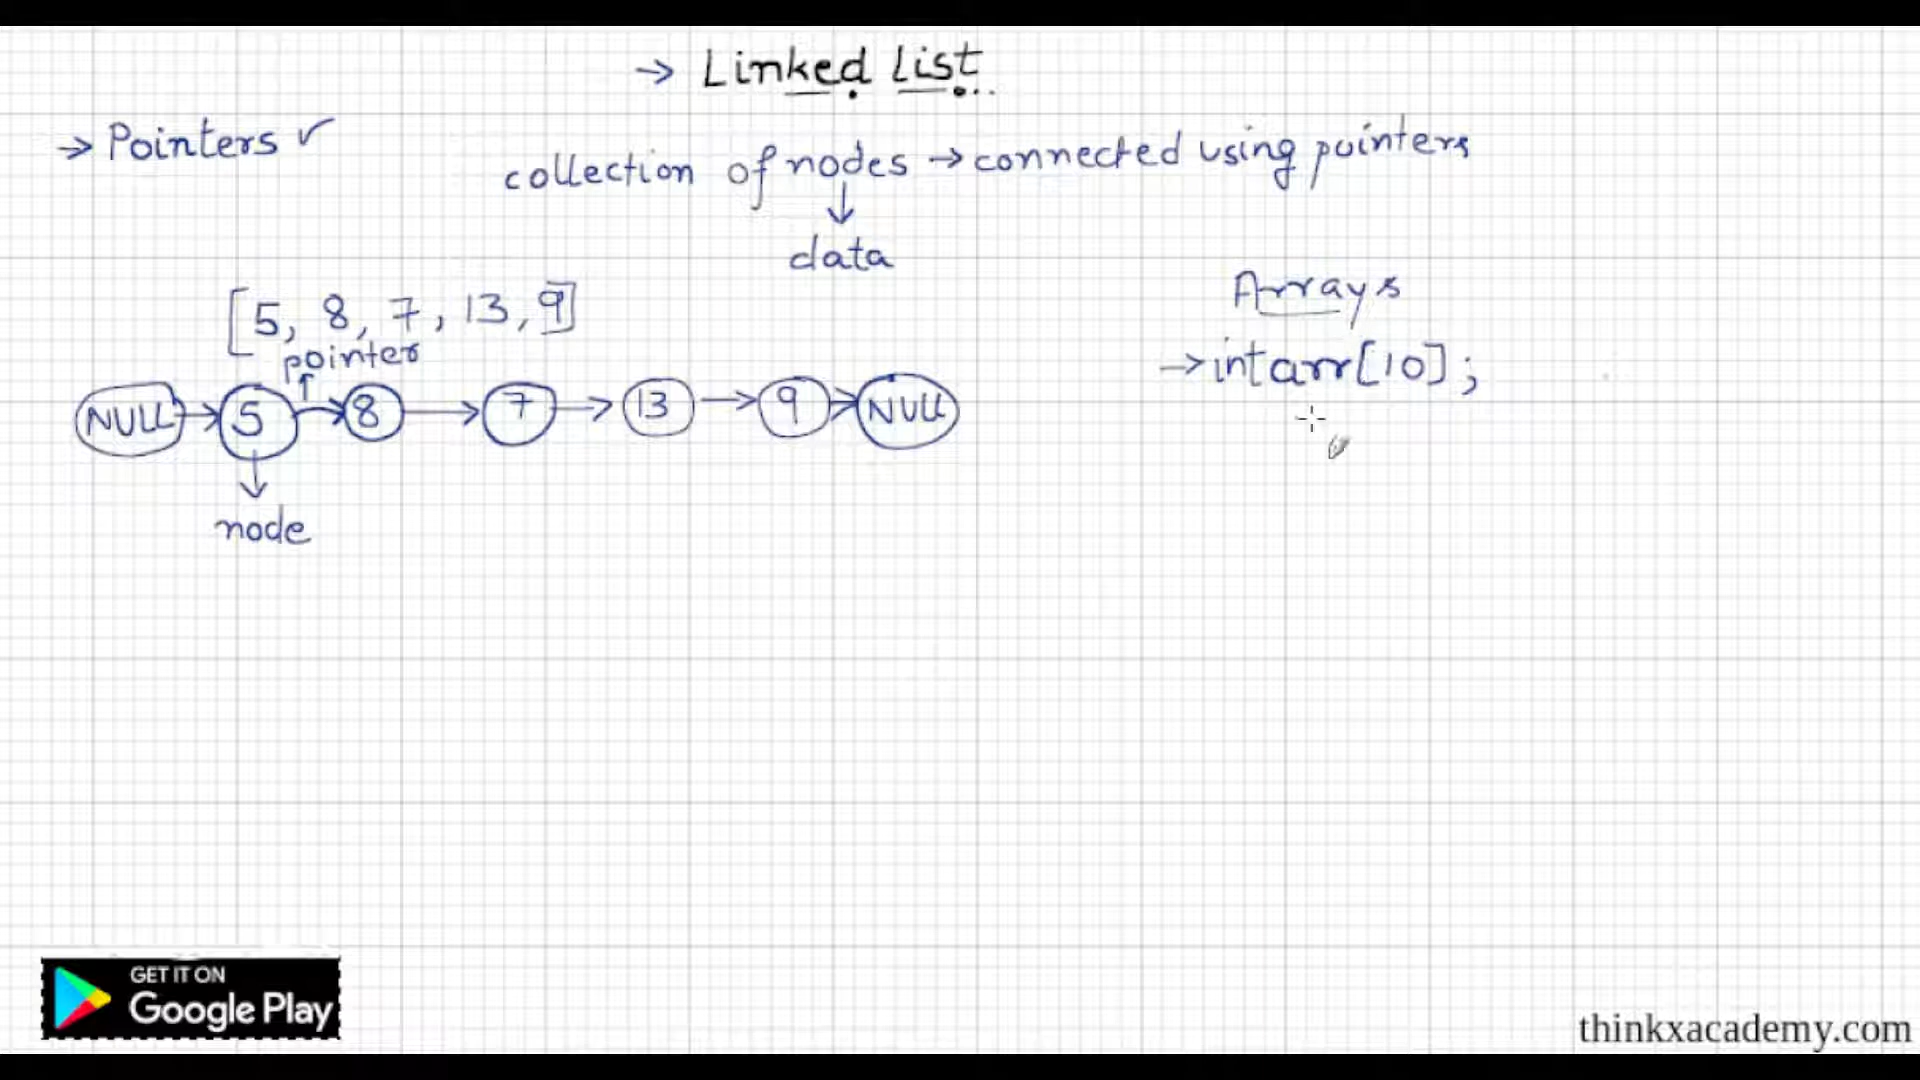 → Linked List
→ Pointers ✓
collection of nodes → connected using pointers
↓
data
Arrays
[5, 8, 7, 13, 9]
pointer
→ int arr[10];
NULL → 5 → 8 → 7 → 13 → 9 → NULL
↓
node
GET IT ON
Google Play
thinkxacademy.com